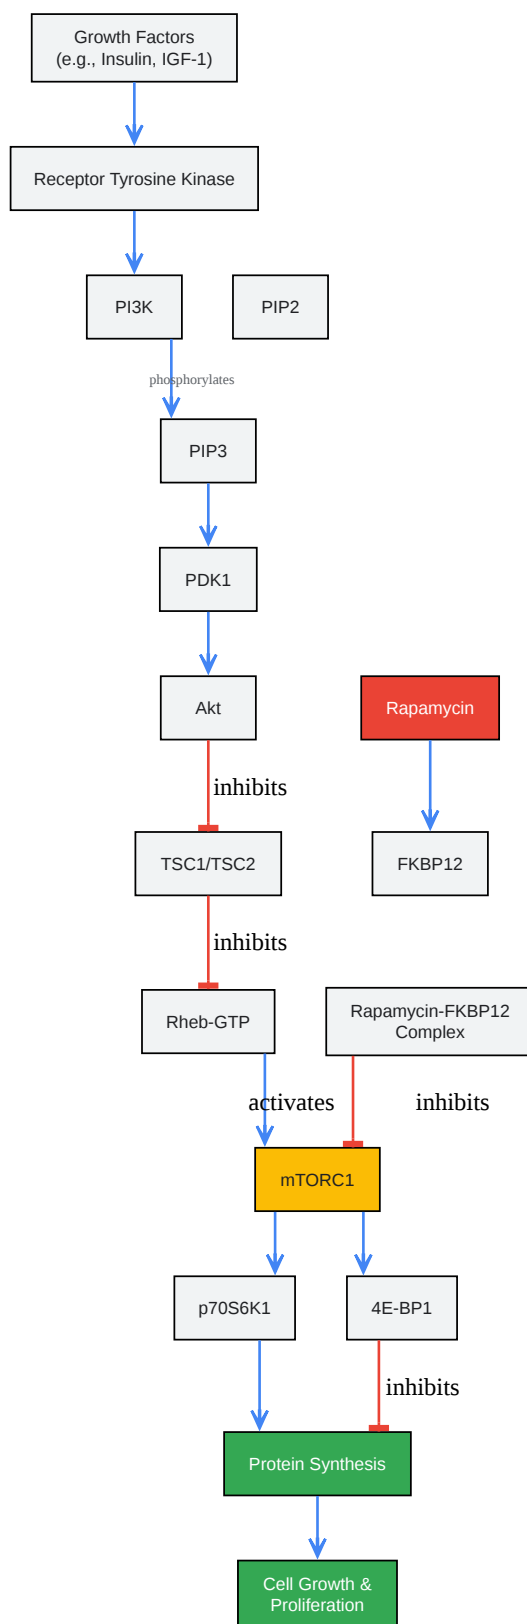 Growth Factors
(e.g., Insulin, IGF-1)
Receptor Tyrosine Kinase
PI3K
PIP2
phosphorylates
PIP3
PDK1
Akt
Rapamycin
inhibits
TSC1/TSC2
FKBP12
inhibits
Rheb-GTP
Rapamycin-FKBP12
Complex
activates
inhibits
mTORC1
p70S6K1
4E-BP1
inhibits
Protein Synthesis
Cell Growth &
Proliferation